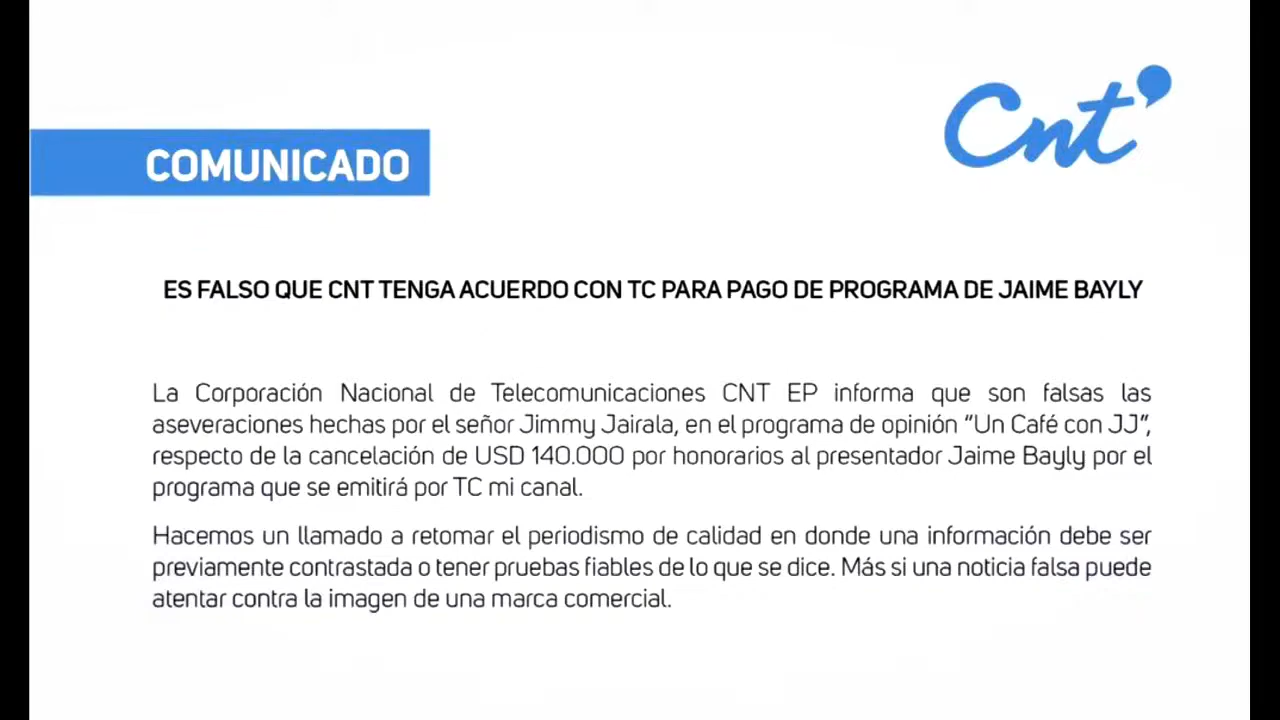 Cnt
COMUNICADO
ES FALSO QUE CNT TENGA ACUERDO CON TC PARA PAGO DE PROGRAMA DE JAIME BAYLY
La Corporación Nacional de Telecomunicaciones CNT EP informa que son falsas las
aseveraciones hechas por el señor Jimmy Jairala, en el programa de opinión “Un Café con JJ”,
respecto de la cancelación de USD 140.000 por honorarios al presentador Jaime Bayly por el
programa que se emitirá por TC mi canal.
Hacemos un llamado a retomar el periodismo de calidad en donde una información debe ser
previamente contrastada o tener pruebas fiables de lo que se dice. Más si una noticia falsa puede
atentar contra la imagen de una marca comercial.